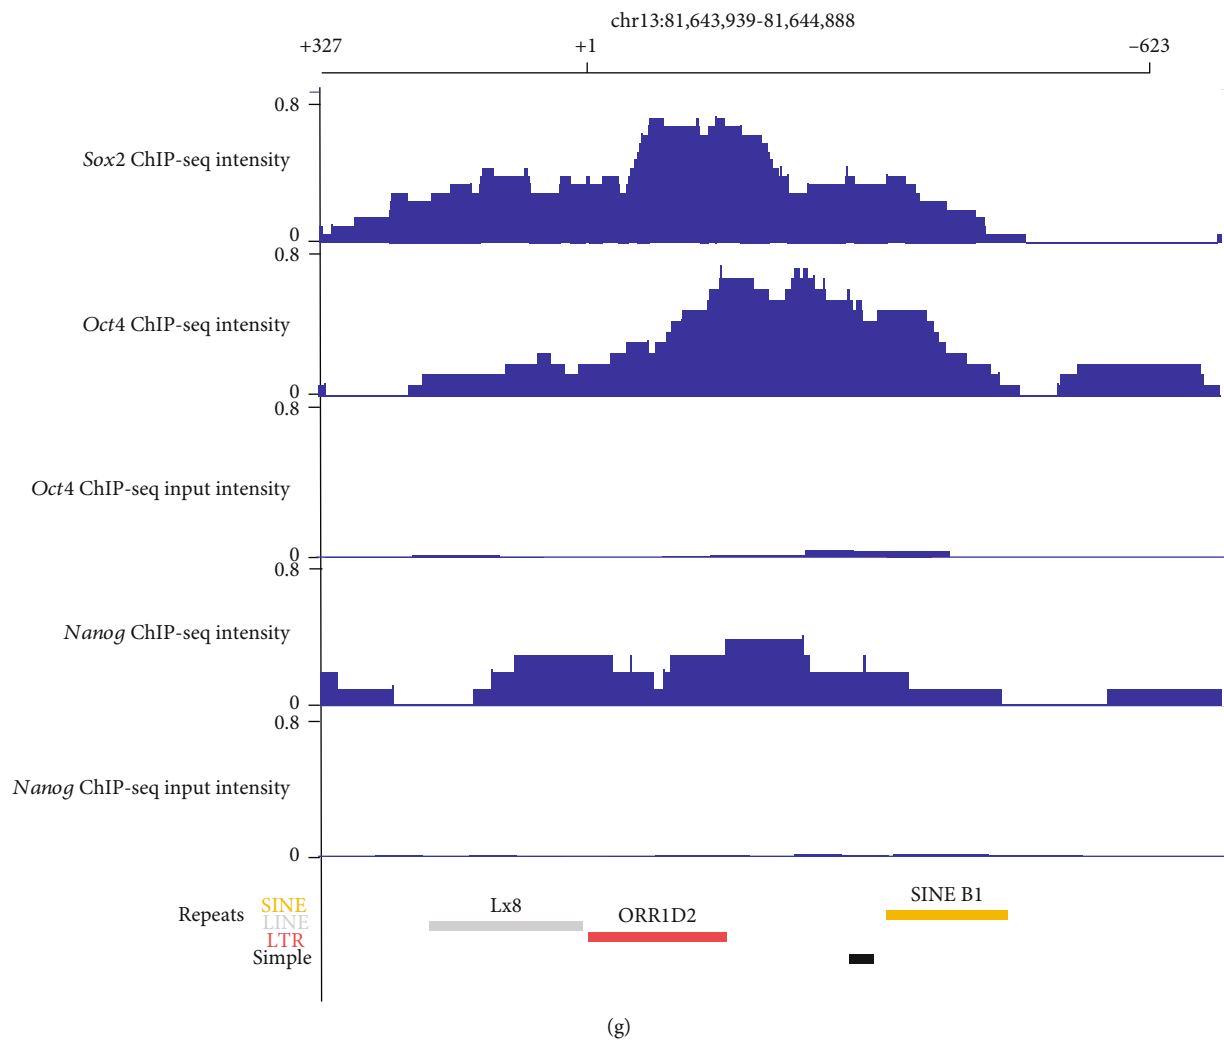 chr13:81,643,939-81,644,888
+327 +1 −623
0.8
Sox2 ChIP-seq intensity
0
0.8
Oct4 ChIP-seq intensity
0
0.8
Oct4 ChIP-seq input intensity
0
0.8
Nanog ChIP-seq intensity
0
0.8
Nanog ChIP-seq input intensity
0
Repeats
SINE
LINE
LTR
Simple
Lx8
ORR1D2
SINE B1
(g)